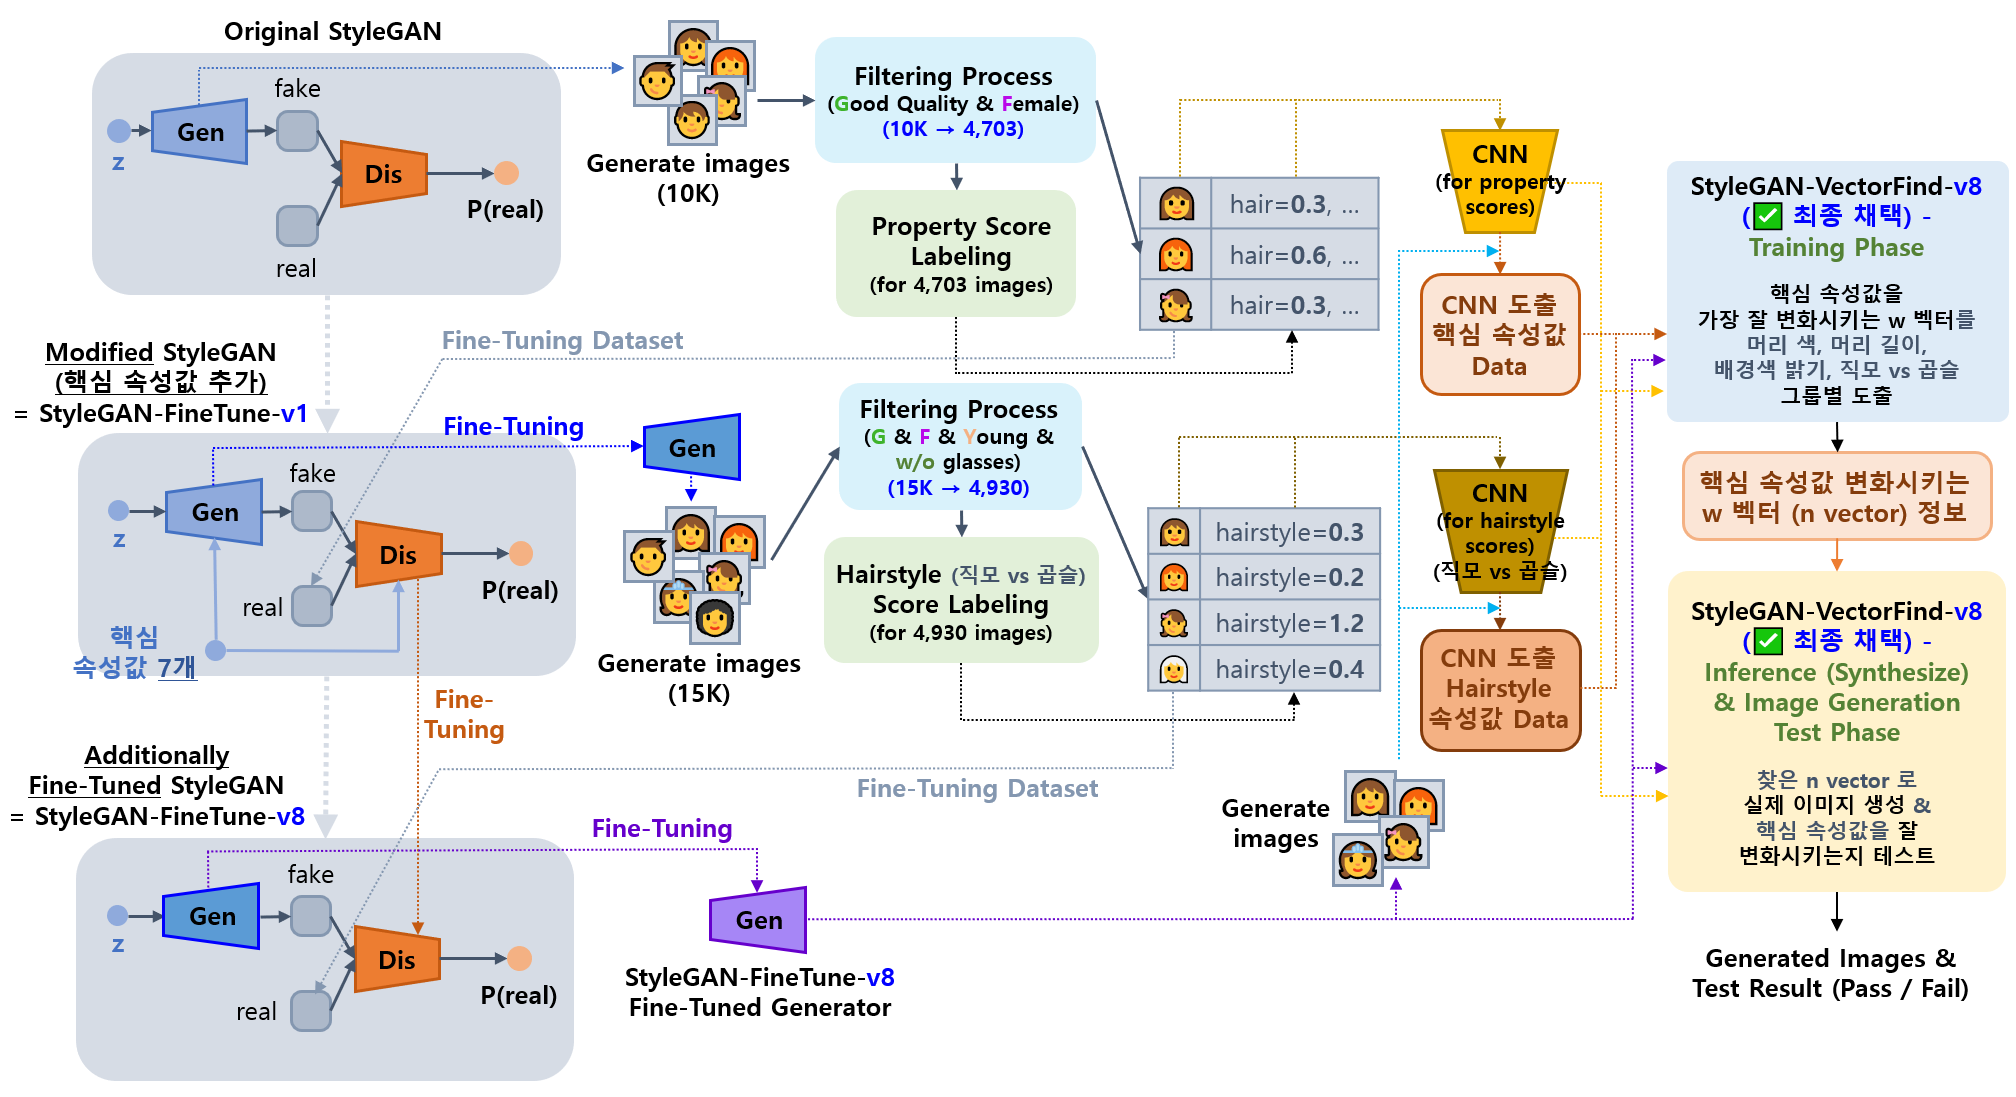 Original StyleGAN
fake
Gen
z
Dis
P(real)
real
Generate images
(10K)
Filtering Process
(Good Quality & Female)
(10K → 4,703)
Property Score
Labeling
(for 4,703 images)
hair=0.3, ...
hair=0.6, ...
hair=0.3, ...
CNN
(for property
scores)
CNN 도출
핵심 속성값
Data
Fine-Tuning Dataset
Modified StyleGAN
(핵심 속성값 추가)
= StyleGAN-FineTune-v1
fake
Gen
z
Dis
P(real)
real
핵심
속성값 7개
Fine-Tuning
Gen
Generate images
(15K)
Filtering Process
(G & F & Young &
w/o glasses)
(15K → 4,930)
Hairstyle (직모 vs 곱슬)
Score Labeling
(for 4,930 images)
hairstyle=0.3
hairstyle=0.2
hairstyle=1.2
hairstyle=0.4
CNN
(for hairstyle
scores)
(직모 vs 곱슬)
CNN 도출
Hairstyle
속성값 Data
Fine-
Tuning
Fine-Tuning Dataset
Additionally
Fine-Tuned StyleGAN
= StyleGAN-FineTune-v8
fake
Gen
z
Dis
P(real)
real
Fine-Tuning
Gen
StyleGAN-FineTune-v8
Fine-Tuned Generator
Generate
images
StyleGAN-VectorFind-v8
(✅ 최종 채택) -
Training Phase
핵심 속성값을
가장 잘 변화시키는 w 벡터를
머리 색, 머리 길이,
배경색 밝기, 직모 vs 곱슬
그룹별 도출
핵심 속성값 변화시키는
w 벡터 (n vector) 정보
StyleGAN-VectorFind-v8
(✅ 최종 채택) -
Inference (Synthesize)
& Image Generation
Test Phase
찾은 n vector 로
실제 이미지 생성 &
핵심 속성값을 잘
변화시키는지 테스트
Generated Images &
Test Result (Pass / Fail)